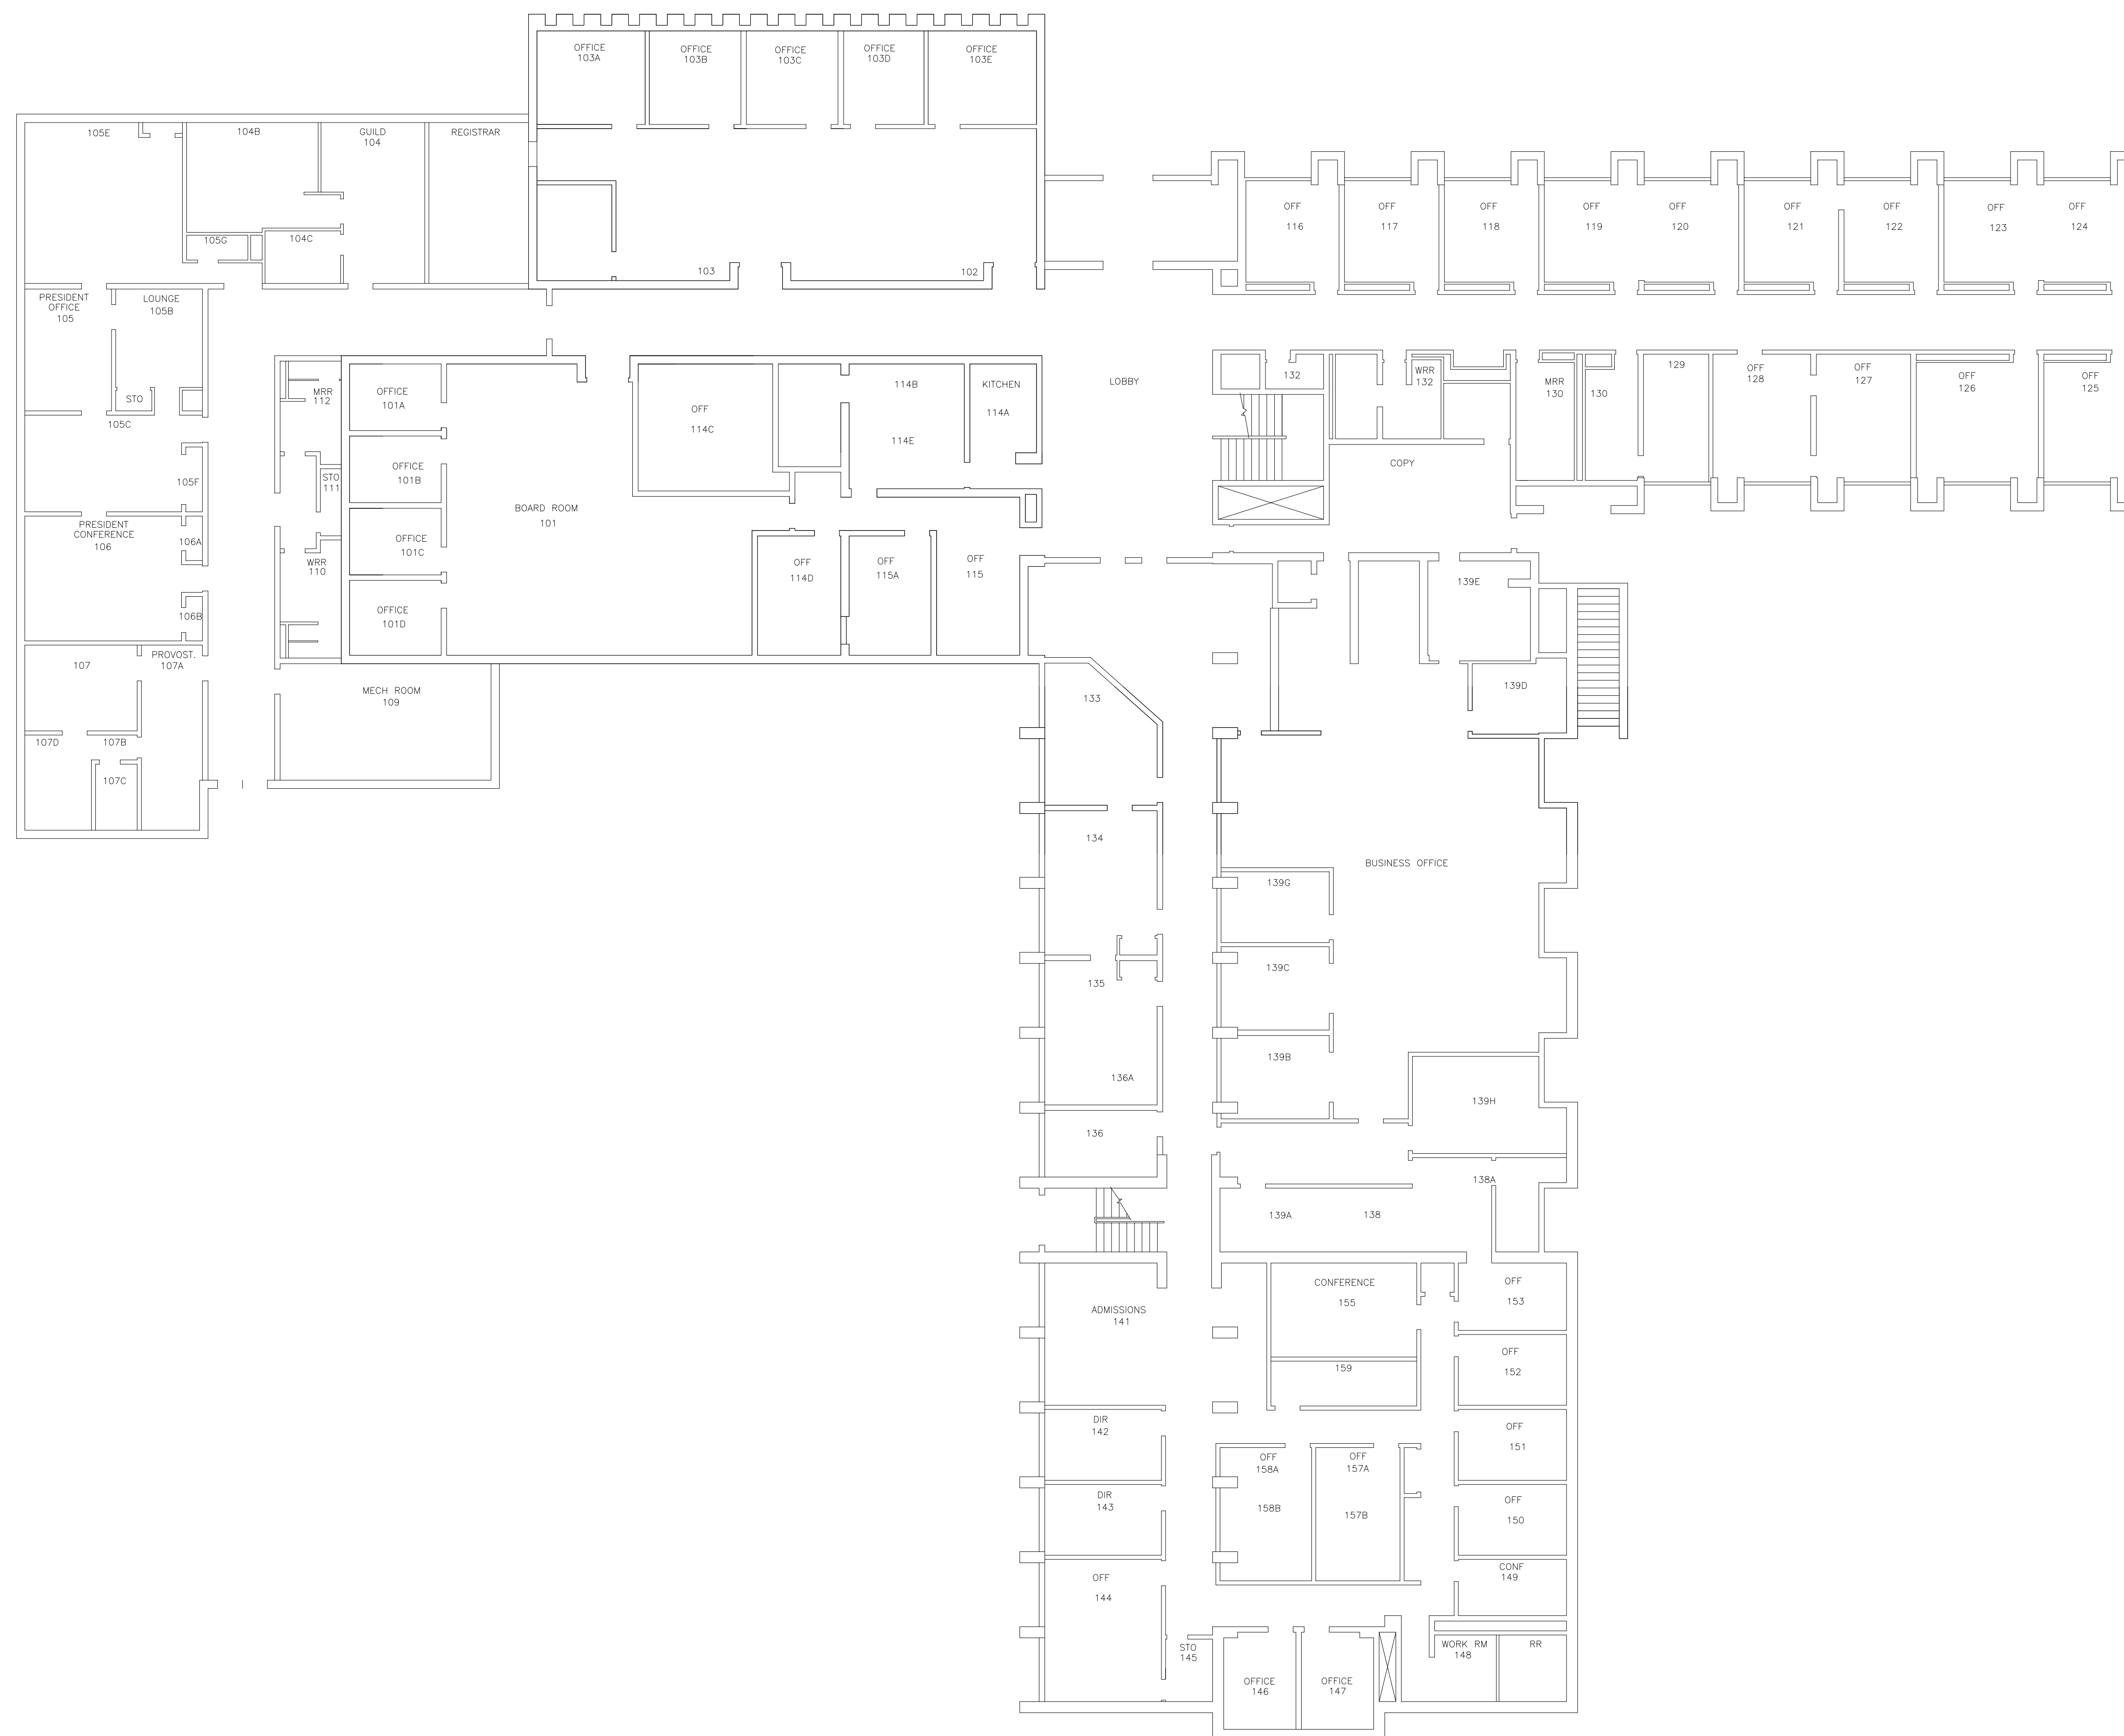 OFFICE
103A
OFFICE
103B
OFFICE
103C
OFFICE
103D
OFFICE
103E
105E
104B
GUILD
104
REGISTRAR
105G
104C
103
102
OFF
116
OFF
117
OFF
118
OFF
119
OFF
120
OFF
121
OFF
122
OFF
123
OFF
124
PRESIDENT
OFFICE
105
LOUNGE
105B
STO
105C
105F
PRESIDENT
CONFERENCE
106
106A
106B
MRR
112
STO
111
WRR
110
OFFICE
101A
OFFICE
101B
OFFICE
101C
OFFICE
101D
BOARD ROOM
101
OFF
114C
114B
114E
KITCHEN
114A
OFF
114D
OFF
115A
OFF
115
LOBBY
132
WRR
132
COPY
MRR
130
130
129
OFF
128
OFF
127
OFF
126
OFF
125
107
PROVOST.
107A
107D
107B
107C
MECH ROOM
109
139E
139D
133
134
BUSINESS OFFICE
139G
139C
135
139B
136A
139H
136
138A
139A
138
ADMISSIONS
141
CONFERENCE
155
OFF
153
159
OFF
152
DIR
142
OFF
151
OFF
158A
158B
OFF
157A
157B
DIR
143
OFF
150
OFF
144
CONF
149
STO
145
OFFICE
146
OFFICE
147
WORK RM
148
RR